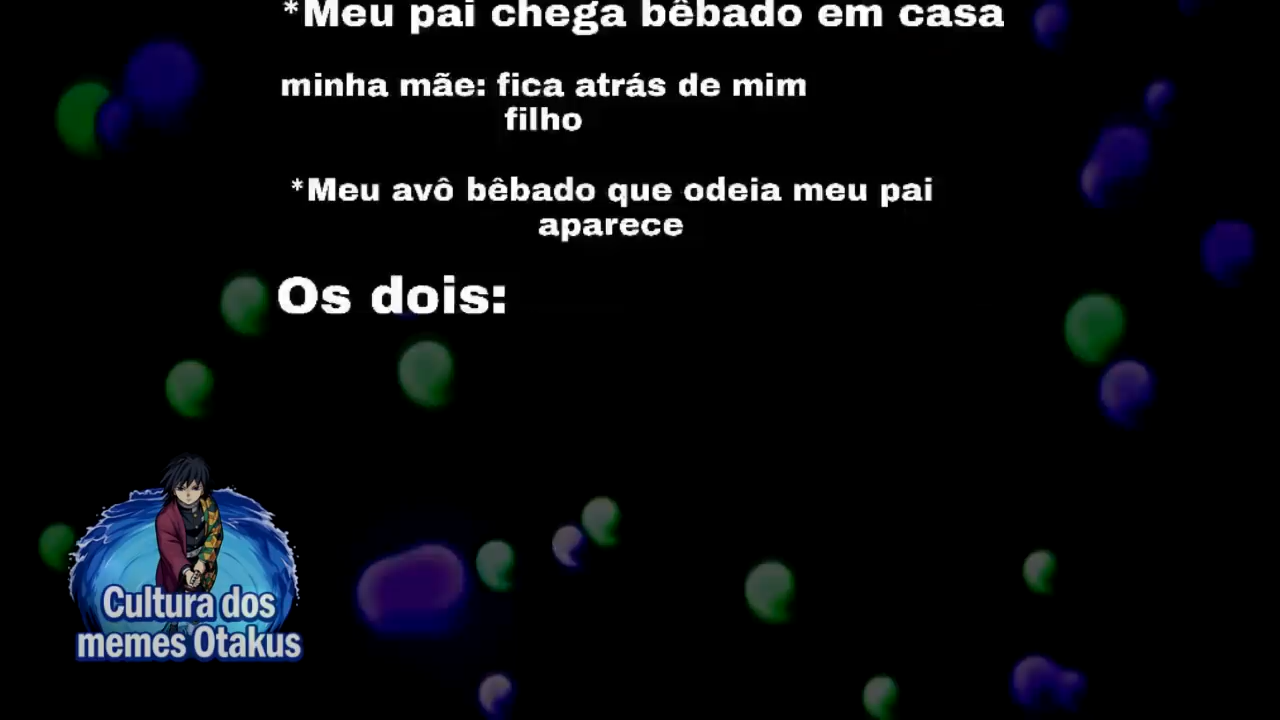 *Meu pai chega bêbado em casa
minha mãe: fica atrás de mim
filho
*Meu avô bêbado que odeia meu pai
aparece
Os dois:
Cultura dos
memes Otakus